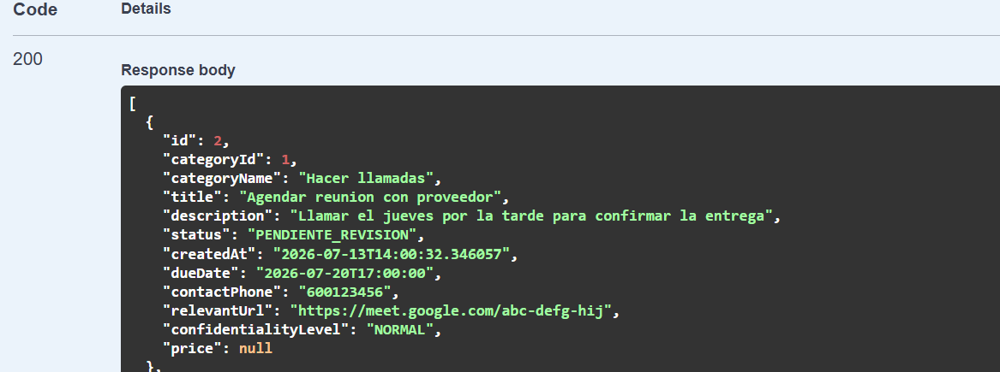 Code Details
200
Response body
[
{
"id": 2,
"categoryId": 1,
"categoryName": "Hacer llamadas",
"title": "Agendar reunion con proveedor",
"description": "Llamar el jueves por la tarde para confirmar la entrega",
"status": "PENDIENTE_REVISION",
"createdAt": "2026-07-13T14:00:32.346057",
"dueDate": "2026-07-20T17:00:00",
"contactPhone": "600123456",
"relevantUrl": "https://meet.google.com/abc-defg-hij",
"confidentialityLevel": "NORMAL",
"price": null
},